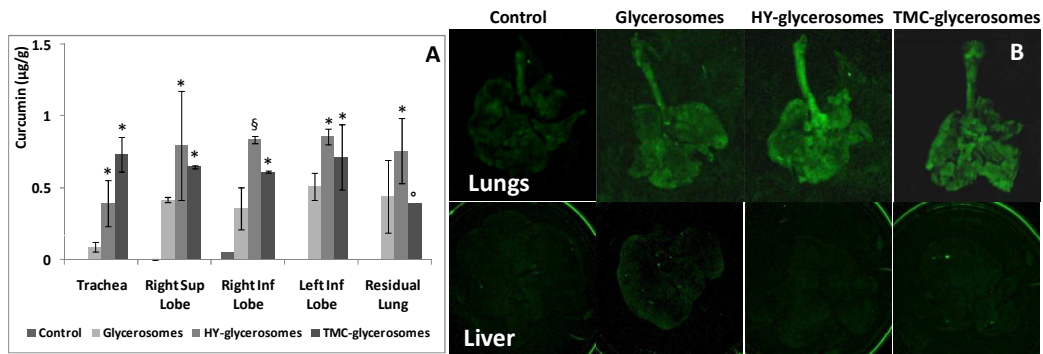 Control Glycerosomes HY-glycerosomes TMC-glycerosomes
A
B
Curcumin (µg/g)
1.5
1
0.5
0
* * * * § * * * * °
Trachea Right Sup Lobe Right Inf Lobe Left Inf Lobe Residual Lung
Control Glycerosomes HY-glycerosomes TMC-glycerosomes
Lungs
Liver